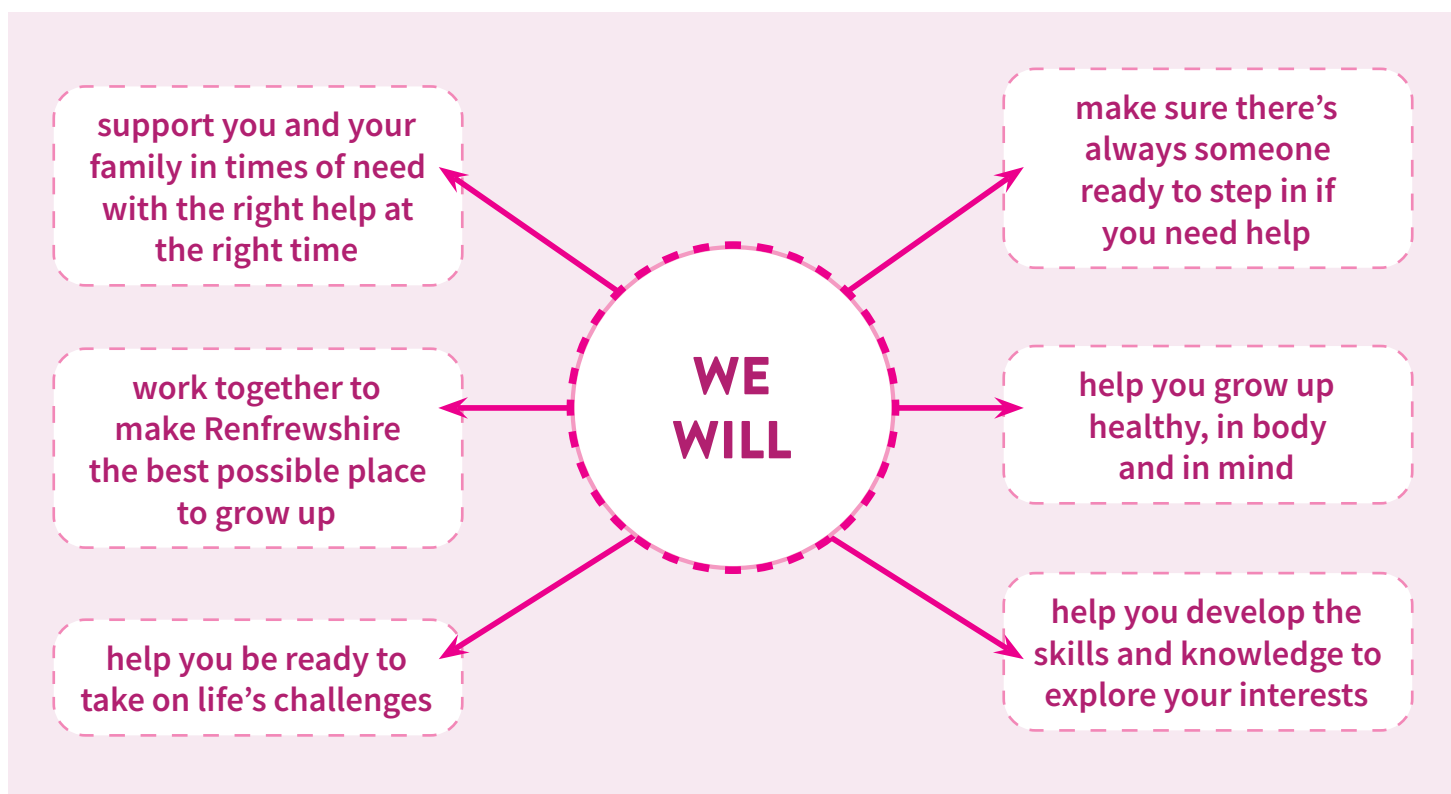 support you and your
family in times of need
with the right help at
the right time
work together to
make Renfrewshire
the best possible place
to grow up
help you be ready to
take on life’s challenges
WE
WILL
make sure there’s
always someone
ready to step in if
you need help
help you grow up
healthy, in body
and in mind
help you develop the
skills and knowledge to
explore your interests